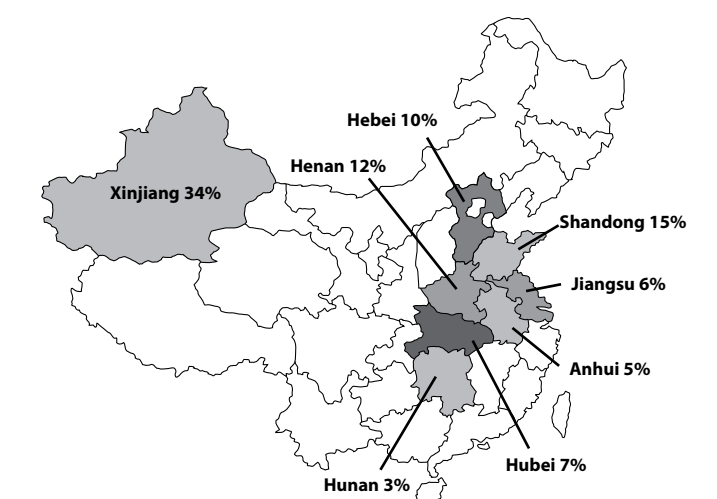 Hebei 10%
Henan 12%
Xinjiang 34%
Shandong 15%
Jiangsu 6%
Anhui 5%
Hubei 7%
Hunan 3%